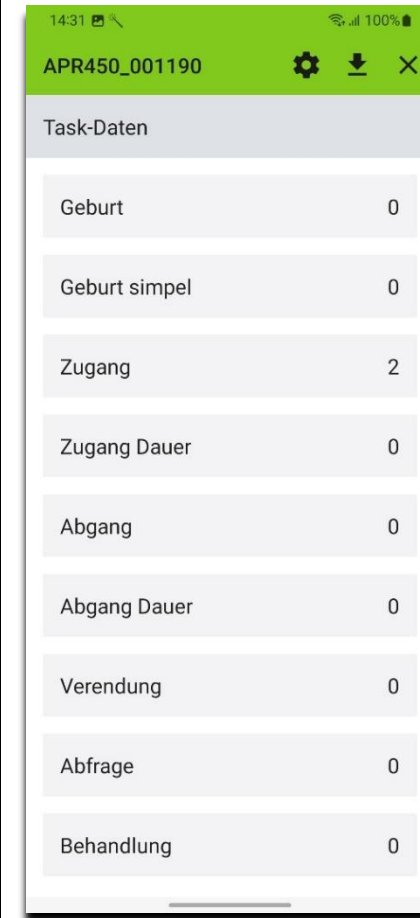 14:31 100%
APR450_001190
Task-Daten
Geburt 0
Geburt simpel 0
Zugang 2
Zugang Dauer 0
Abgang 0
Abgang Dauer 0
Verendung 0
Abfrage 0
Behandlung 0